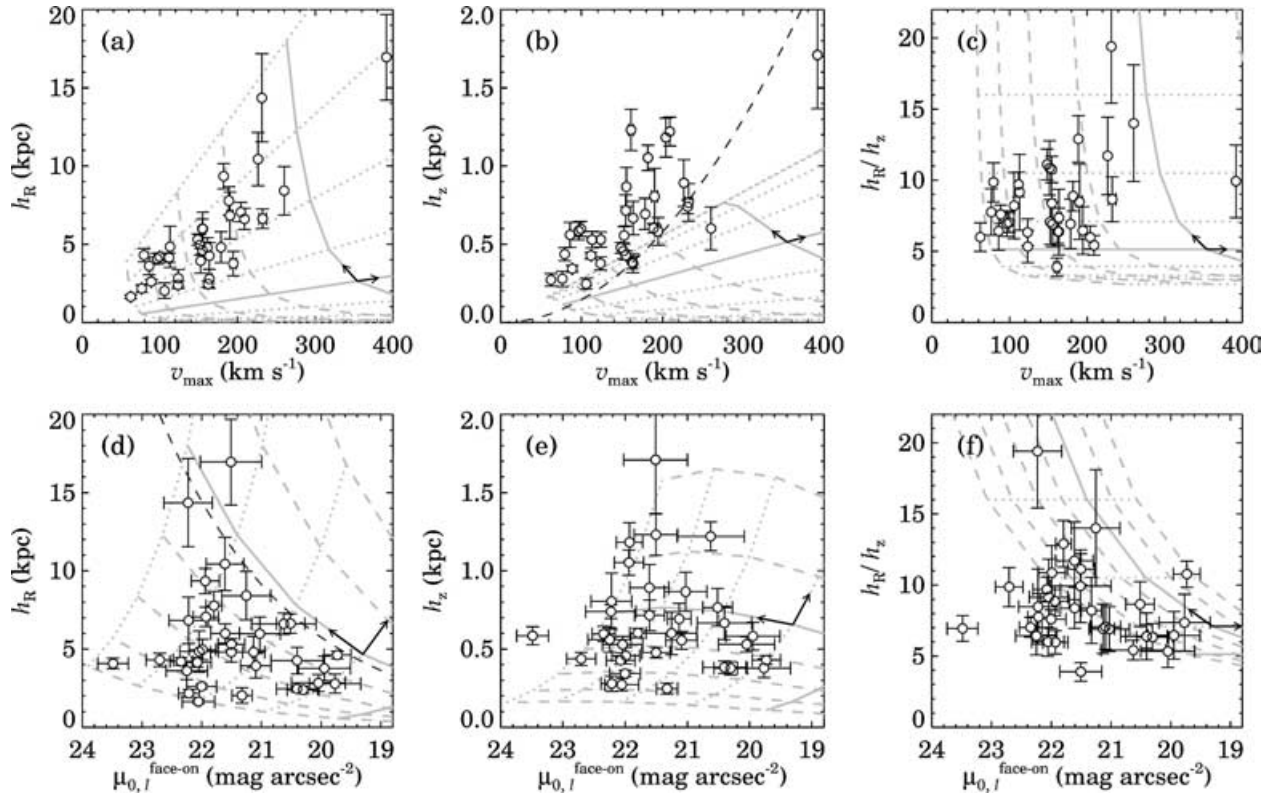 (a)
20
15
10
5
0
h_R (kpc)
0 100 200 300 400
v_max (km s⁻¹)
(b)
2.0
1.5
1.0
0.5
0.0
h_z (kpc)
0 100 200 300 400
v_max (km s⁻¹)
(c)
20
15
10
5
0
h_R/h_z
0 100 200 300 400
v_max (km s⁻¹)
(d)
20
15
10
5
0
h_R (kpc)
24 23 22 21 20 19
μ_0,l^face-on (mag arcsec⁻²)
(e)
2.0
1.5
1.0
0.5
0.0
h_z (kpc)
24 23 22 21 20 19
μ_0,l^face-on (mag arcsec⁻²)
(f)
20
15
10
5
0
h_R/h_z
24 23 22 21 20 19
μ_0,l^face-on (mag arcsec⁻²)